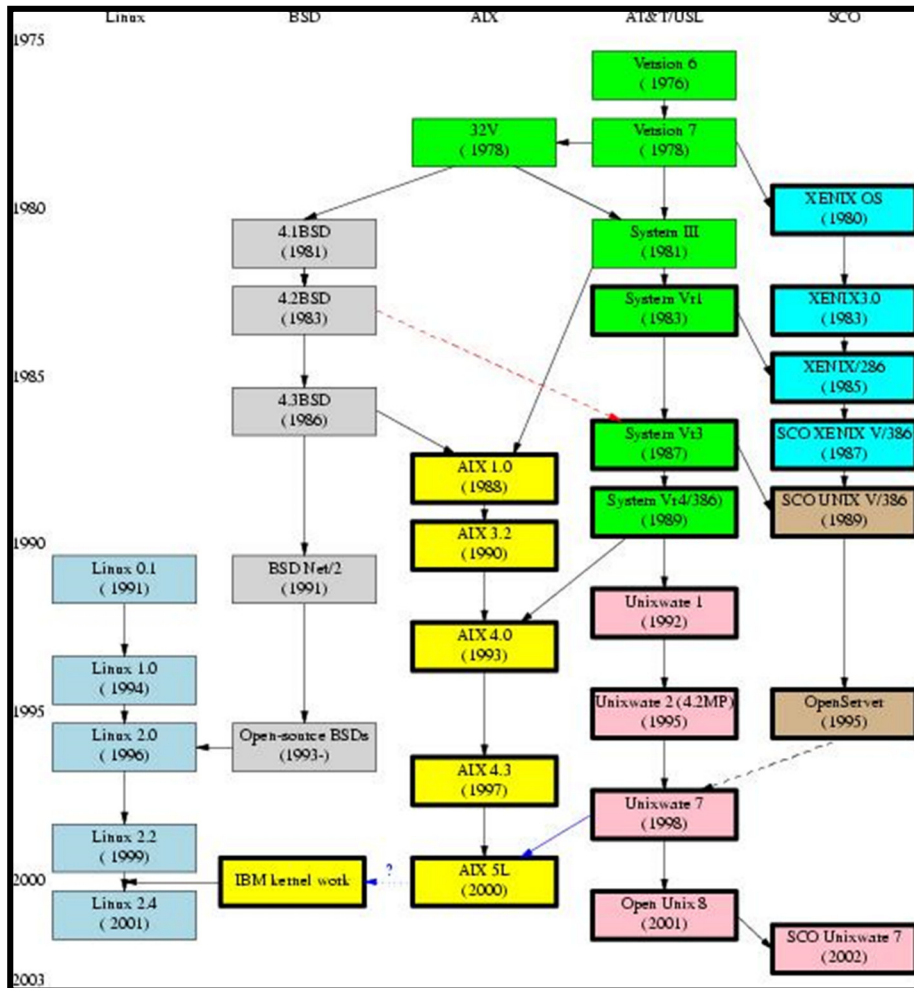 Linux BSD AIX AT&T/USL SCO
1975
Version 6
( 1976)
32V
( 1978)
Version 7
( 1978)
1980
XENIX OS
(1980)
4.1BSD
(1981)
System III
( 1981)
4.2BSD
(1983)
System Vr1
(1983)
XENIX3.0
(1983)
1985
XENIX/286
(1985)
4.3BSD
(1986)
System Vr3
(1987)
SCO XENIX V/386
(1987)
AIX 1.0
(1988)
System Vr4/386)
(1989)
SCO UNIX V/386
(1989)
1990
AIX 3.2
(1990)
Linux 0.1
( 1991)
BSD Net/2
(1991)
Unixware 1
(1992)
AIX 4.0
(1993)
Linux 1.0
( 1994)
1995
Unixware 2 (4.2MP)
(1995)
OpenServer
(1995)
Linux 2.0
(1996)
Open-source BSDs
(1993-)
AIX 4.3
(1997)
Unixware 7
(1998)
Linux 2.2
(1999)
2000
?
IBM kernel work
AIX 5L
(2000)
Linux 2.4
(2001)
Open Unix 8
(2001)
SCO Unixware 7
(2002)
2003